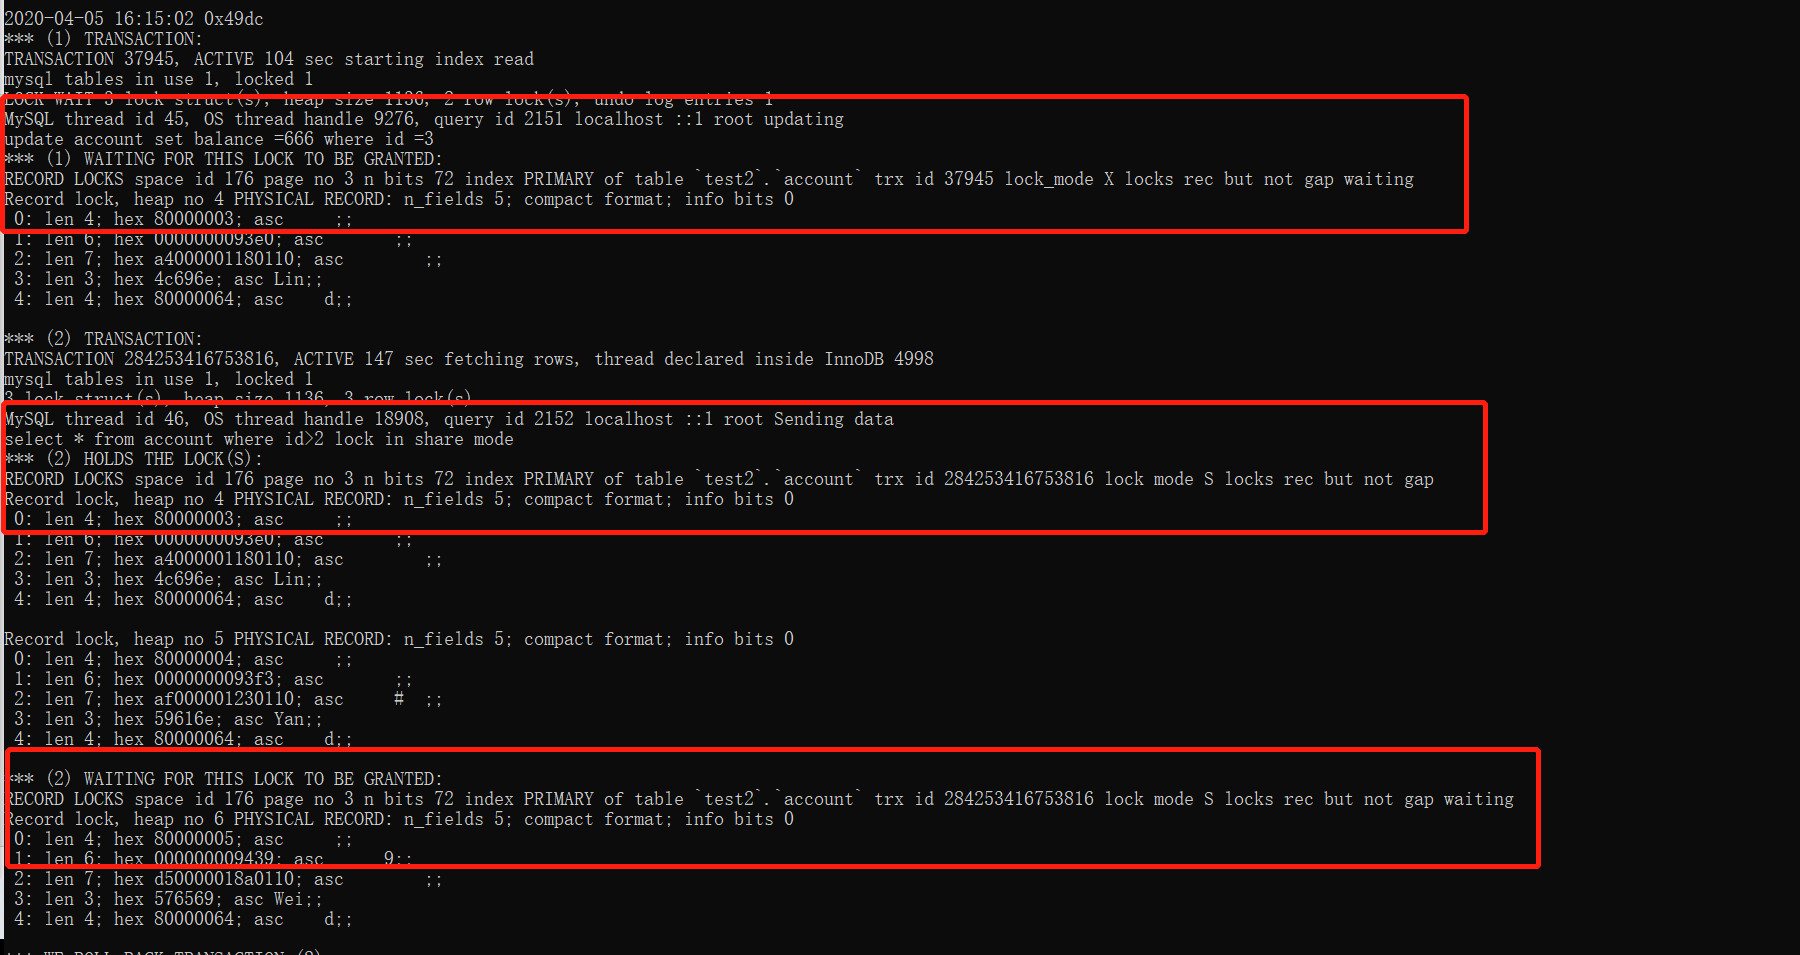 2020-04-05 16:15:02 0x49dc
*** (1) TRANSACTION:
TRANSACTION 37945, ACTIVE 104 sec starting index read
mysql tables in use 1, locked 1
LOCK WAIT 3 lock struct(s), heap size 1136, 2 row lock(s), undo log entries 1
MySQL thread id 45, OS thread handle 9276, query id 2151 localhost ::1 root updating
update account set balance =666 where id =3
*** (1) WAITING FOR THIS LOCK TO BE GRANTED:
RECORD LOCKS space id 176 page no 3 n bits 72 index PRIMARY of table `test2`.`account` trx id 37945 lock_mode X locks rec but not gap waiting
Record lock, heap no 4 PHYSICAL RECORD: n_fields 5; compact format; info bits 0
 0: len 4; hex 80000003; asc     ;;
 1: len 6; hex 0000000093e0; asc       ;;
 2: len 7; hex a4000001180110; asc        ;;
 3: len 3; hex 4c696e; asc Lin;;
 4: len 4; hex 80000064; asc    d;;

*** (2) TRANSACTION:
TRANSACTION 284253416753816, ACTIVE 147 sec fetching rows, thread declared inside InnoDB 4998
mysql tables in use 1, locked 1
3 lock struct(s), heap size 1136, 3 row lock(s)
MySQL thread id 46, OS thread handle 18908, query id 2152 localhost ::1 root Sending data
select * from account where id>2 lock in share mode
*** (2) HOLDS THE LOCK(S):
RECORD LOCKS space id 176 page no 3 n bits 72 index PRIMARY of table `test2`.`account` trx id 284253416753816 lock mode S locks rec but not gap
Record lock, heap no 4 PHYSICAL RECORD: n_fields 5; compact format; info bits 0
 0: len 4; hex 80000003; asc     ;;
 1: len 6; hex 0000000093e0; asc       ;;
 2: len 7; hex a4000001180110; asc        ;;
 3: len 3; hex 4c696e; asc Lin;;
 4: len 4; hex 80000064; asc    d;;

Record lock, heap no 5 PHYSICAL RECORD: n_fields 5; compact format; info bits 0
 0: len 4; hex 80000004; asc     ;;
 1: len 6; hex 0000000093f3; asc       ;;
 2: len 7; hex af000001230110; asc     #  ;;
 3: len 3; hex 59616e; asc Yan;;
 4: len 4; hex 80000064; asc    d;;

*** (2) WAITING FOR THIS LOCK TO BE GRANTED:
RECORD LOCKS space id 176 page no 3 n bits 72 index PRIMARY of table `test2`.`account` trx id 284253416753816 lock mode S locks rec but not gap waiting
Record lock, heap no 6 PHYSICAL RECORD: n_fields 5; compact format; info bits 0
 0: len 4; hex 80000005; asc     ;;
 1: len 6; hex 000000009439; asc      9;;
 2: len 7; hex d50000018a0110; asc        ;;
 3: len 3; hex 576569; asc Wei;;
 4: len 4; hex 80000064; asc    d;;

*** WE ROLL BACK TRANSACTION (2)